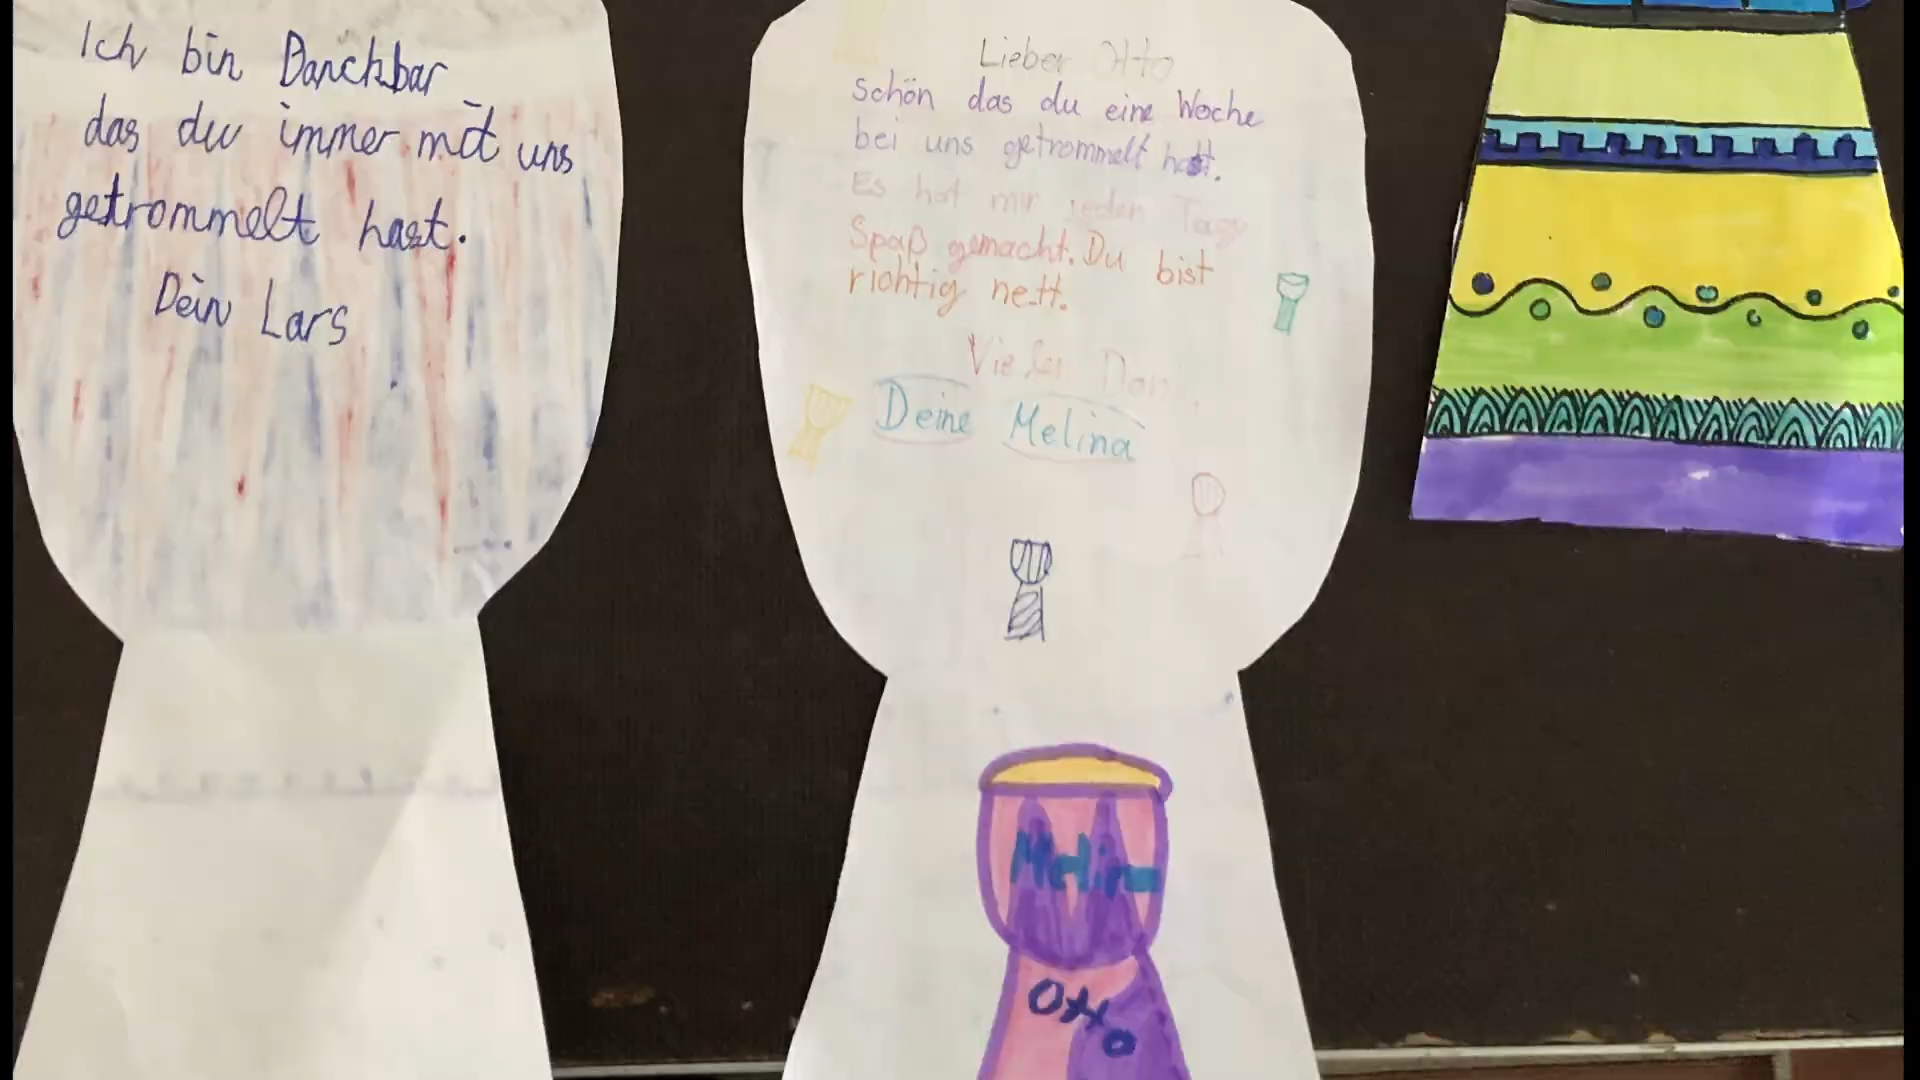 Ich bin Danckbar
das du immer mit uns
getrommelt hast.
Dein Lars
Lieber Otto
schön das du eine Woche
bei uns getrommelt hast.
Es hat mir jeden Tag
Spaß gemacht. Du bist
richtig nett.
Vieler
Deine Melina
Melina
Otto